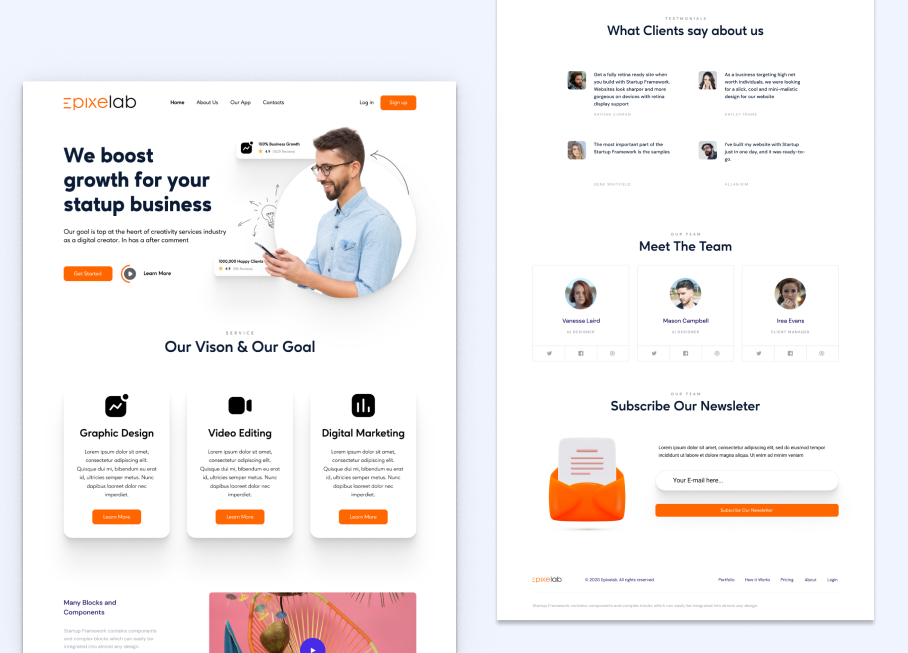 Epixelab
Home About Us Our App Contacts
Log in Sign up
We boost
growth for your
statup business
Our goal is top at the heart of creativity services industry
as a digital creator. In has a after comment
Get Started Learn More
100% Business Growth
4.9
1000,000 Happy Clients
4.9
SERVICE
Our Vison & Our Goal
Graphic Design
Lorem ipsum dolor sit amet,
consectetur adipiscing elit.
Quisque dui mi, bibendum eu erat
id, ultricies semper metus. Nunc
dapibus laoreet dolor nec
imperdiet.
Learn More
Video Editing
Lorem ipsum dolor sit amet,
consectetur adipiscing elit.
Quisque dui mi, bibendum eu erat
id, ultricies semper metus. Nunc
dapibus laoreet dolor nec
imperdiet.
Learn More
Digital Marketing
Lorem ipsum dolor sit amet,
consectetur adipiscing elit.
Quisque dui mi, bibendum eu erat
id, ultricies semper metus. Nunc
dapibus laoreet dolor nec
imperdiet.
Learn More
Many Blocks and
Components
Startup Framework contains components
and complex blocks which can easily be
integrated into almost any design.
TESTMONIALS
What Clients say about us
Get a fully retina ready site when
you build with Startup Framework.
Websites look sharper and more
gorgeous on devices with retina
display support
As a business targeting high net
worth individuals, we were looking
for a slick, cool and mini-malistic
design for our website
HAYLEY FRAME
The most important part of the
Startup Framework is the samples
DEAN WHITFIELD
I've built my website with Startup
just in one day, and it was ready-to-
go.
ALLAN KIM
OUR TEAM
Meet The Team
Vanessa Laird
UI DESIGNER
Mason Campbell
UI DESIGNER
Irea Evans
CLIENT MANAGER
OUR TEAM
Subscribe Our Newsleter
Lorem ipsum dolor sit amet, consectetur adipiscing elit, sed do eiusmod tempor
incididunt ut labore et dolore magna aliqua. Ut enim ad minim veniam
Your E-mail here...
Subscribe Our Newsletter
Epixelab
© 2020 Epixelab. All rights reserved.
Portfolio How it Works Pricing About Login
Startup Framework contains components and complex blocks which can easily be integrated into almost any design.